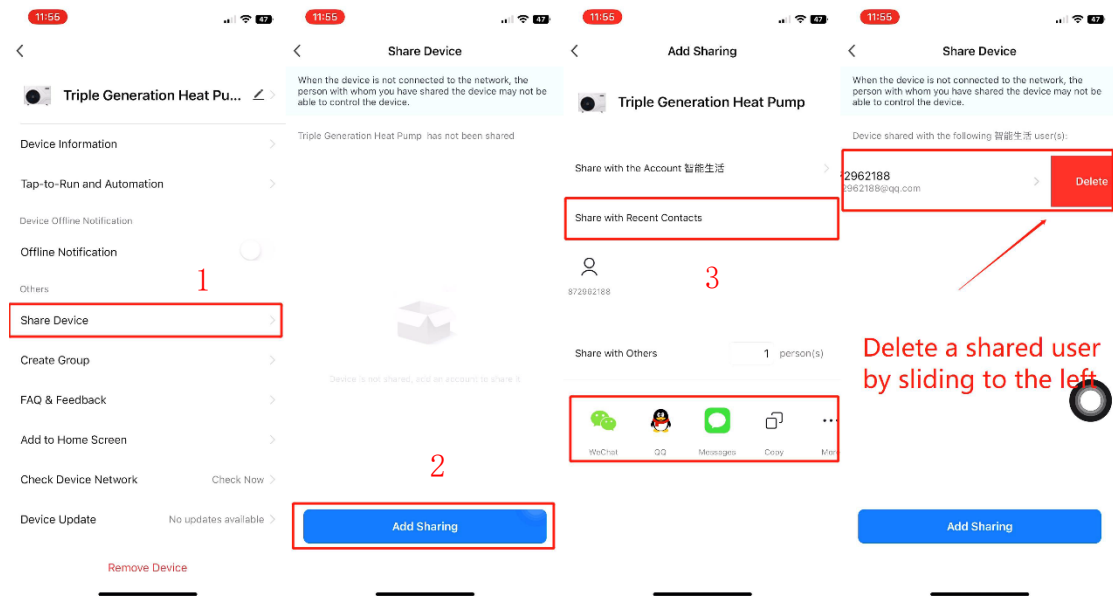 11:55
47
Triple Generation Heat Pu...
Device Information
Tap-to-Run and Automation
Device Offline Notification
Offline Notification
Others
1
Share Device
Create Group
FAQ & Feedback
Add to Home Screen
Check Device Network Check Now
Device Update No updates available
Remove Device
11:55
47
Share Device
When the device is not connected to the network, the
person with whom you have shared the device may not be
able to control the device.
Triple Generation Heat Pump has not been shared
Device is not shared, add an account to share it
2
Add Sharing
11:55
47
Add Sharing
Triple Generation Heat Pump
Share with the Account 智能生活
Share with Recent Contacts
3
872962188
Share with Others 1 person(s)
WeChat QQ Messages Copy More
11:55
47
Share Device
When the device is not connected to the network, the
person with whom you have shared the device may not be
able to control the device.
Device shared with the following 智能生活 user(s):
2962188
2962188@qq.com
Delete
Delete a shared user
by sliding to the left
Add Sharing